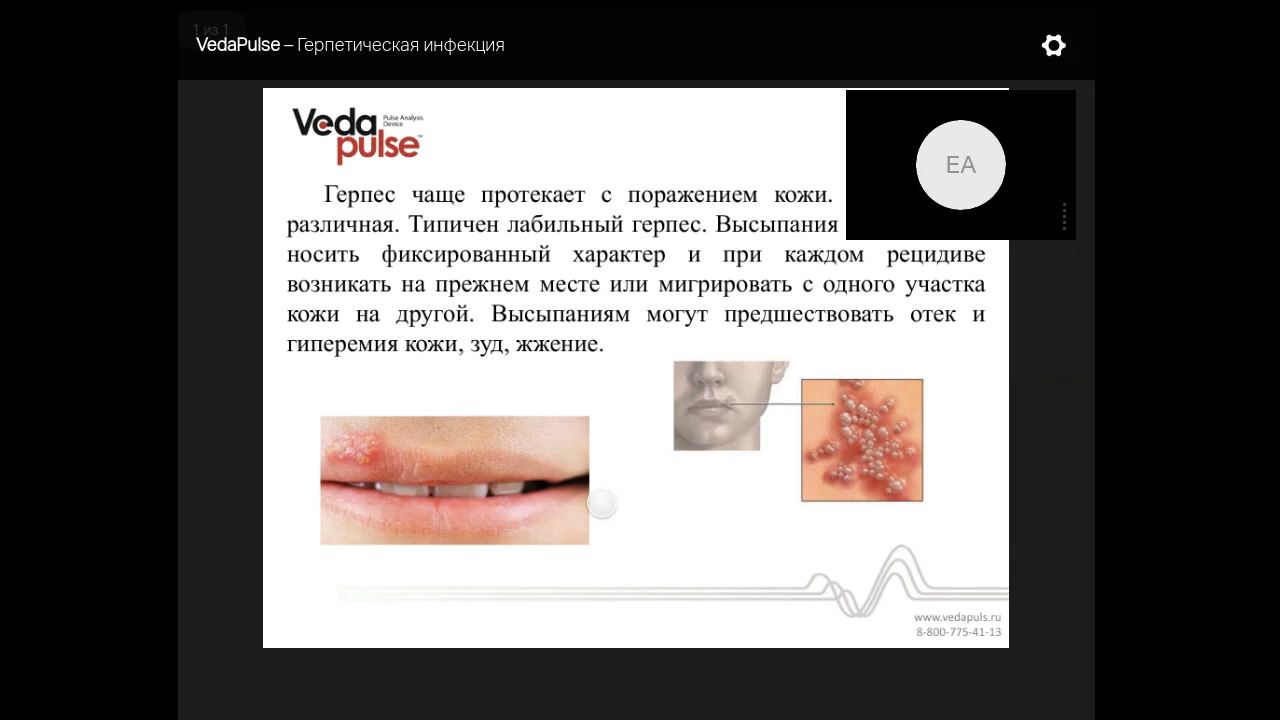 1 из 1
VedaPulse – Герпетическая инфекция
Veda
Pulse Analysis
Device
pulse
EA
Герпес чаще протекает с поражением кожи.
различная. Типичен лабильный герпес. Высыпания
носить фиксированный характер и при каждом рецидиве
возникать на прежнем месте или мигрировать с одного участка
кожи на другой. Высыпаниям могут предшествовать отек и
гиперемия кожи, зуд, жжение.
www.vedapuls.ru
8-800-775-41-13